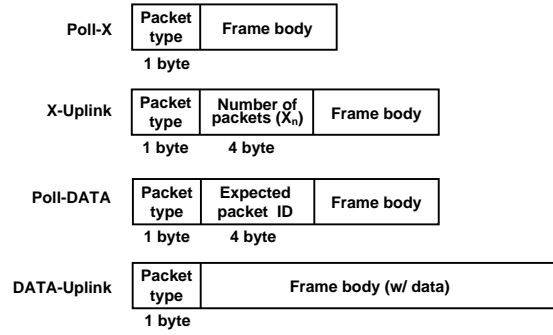 Poll-X
Packet type
Frame body
1 byte
X-Uplink
Packet type
Number of packets (Xn)
Frame body
1 byte
4 byte
Poll-DATA
Packet type
Expected packet ID
Frame body
1 byte
4 byte
DATA-Uplink
Packet type
Frame body (w/ data)
1 byte